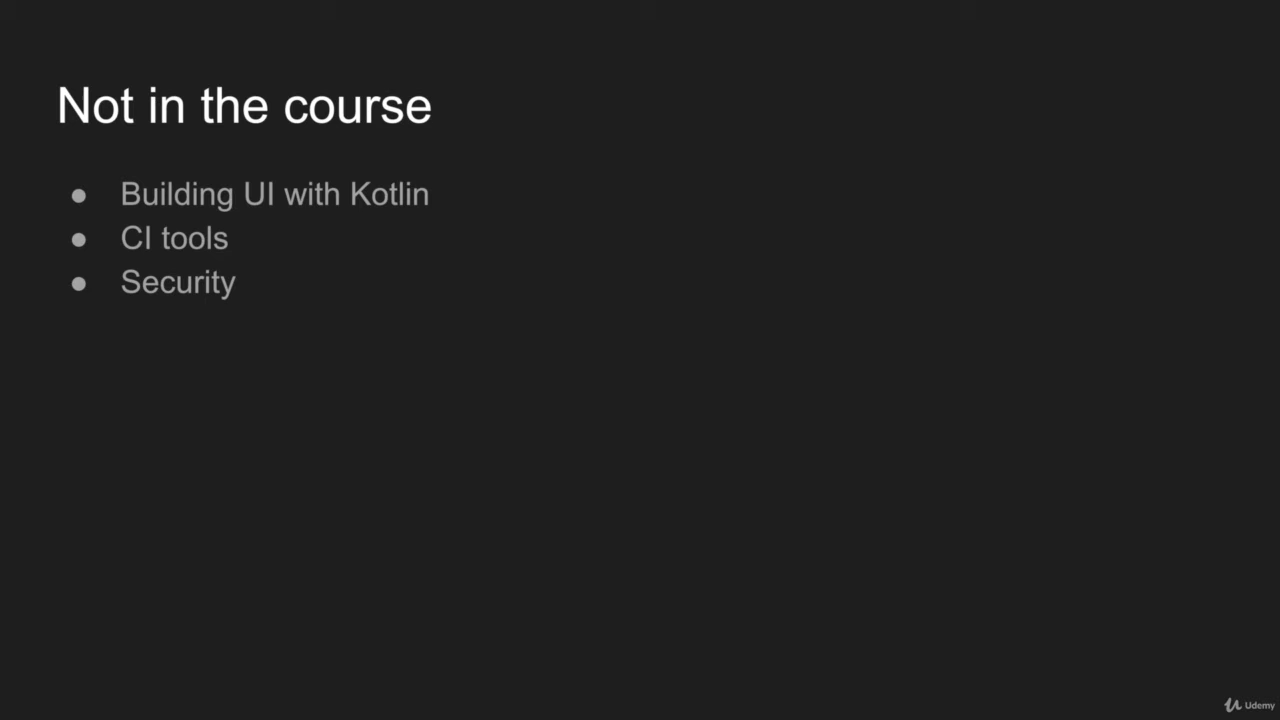 Not in the course
● Building UI with Kotlin
● CI tools
● Security
Udemy